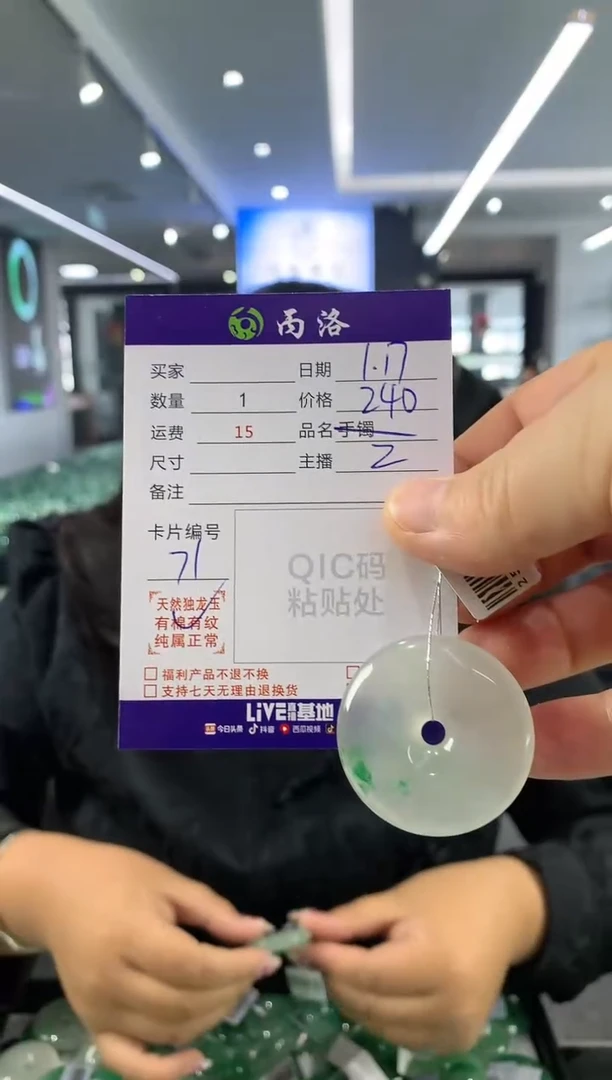 丙洛
买家 日期 1.17
数量 1 价格 240
运费 15 品名 手镯
尺寸 主播 Z
备注
卡片编号
71
QIC码
粘贴处
天然独龙玉
有棉有纹
纯属正常
福利产品不退不换
支持七天无理由退换货
LiVE 基地
今日头条 抖音 西瓜视频